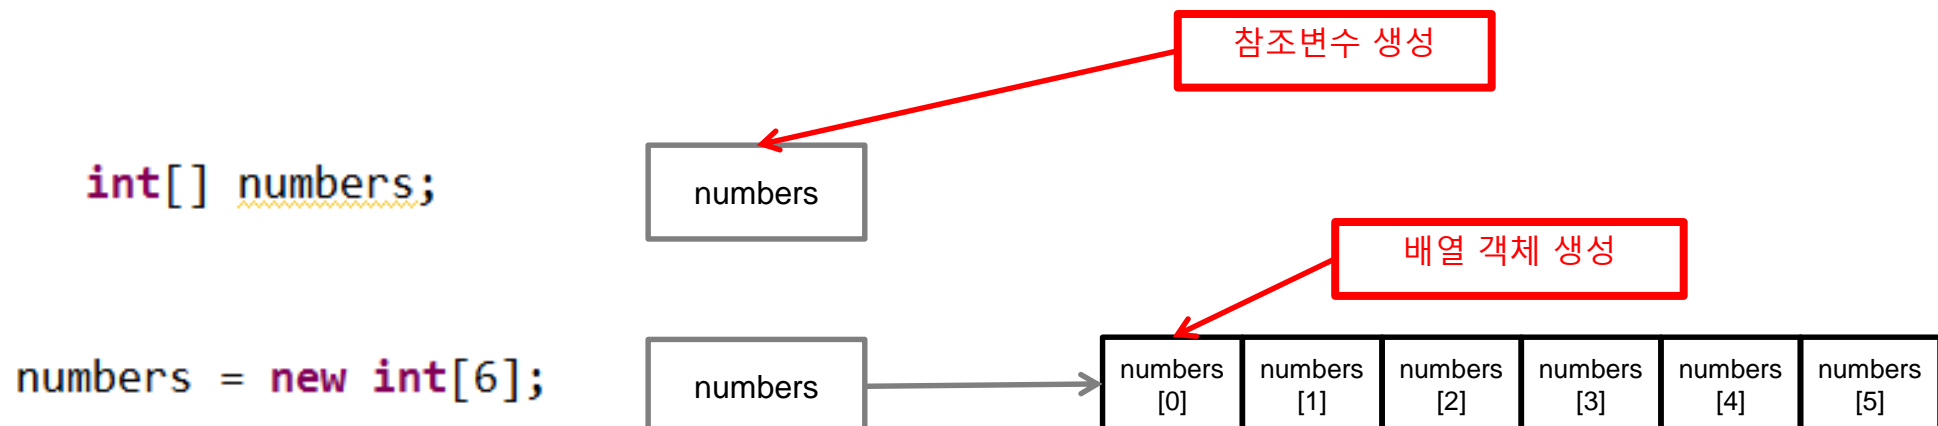 참조변수 생성
int[] numbers;
numbers
배열 객체 생성
numbers = new int[6];
numbers
numbers
[0]
numbers
[1]
numbers
[2]
numbers
[3]
numbers
[4]
numbers
[5]